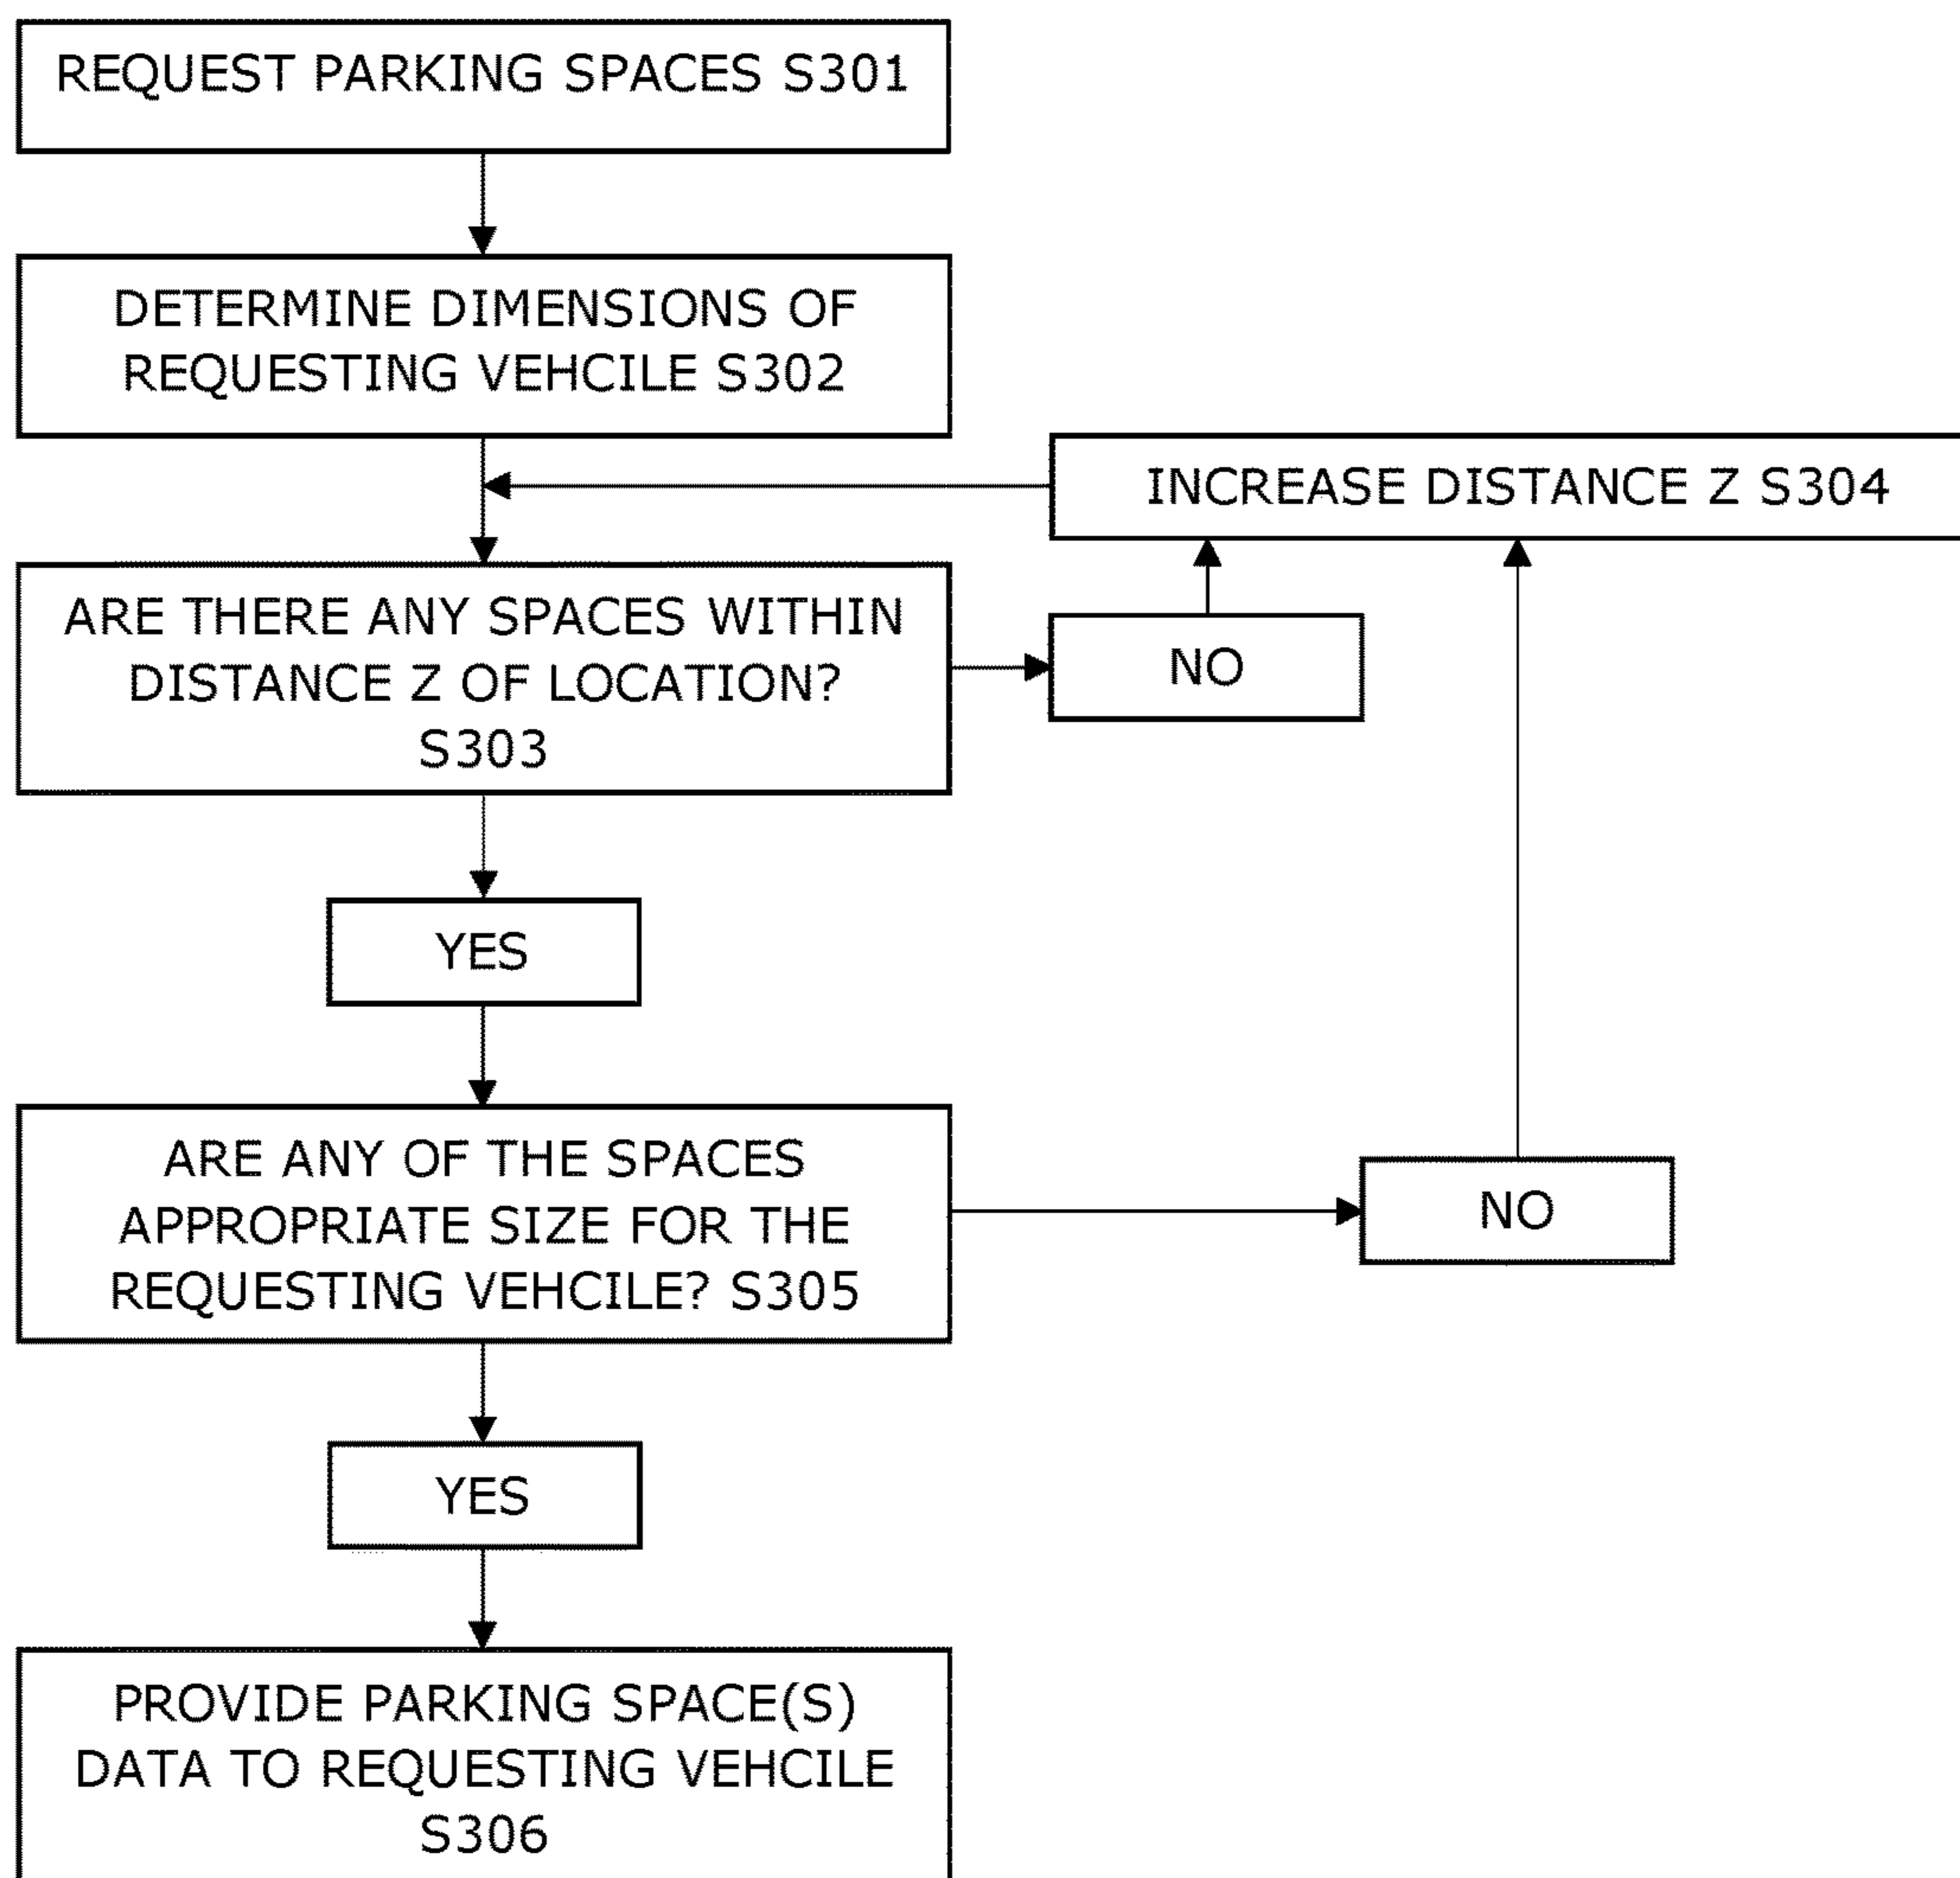 REQUEST PARKING SPACES S301
DETERMINE DIMENSIONS OF
REQUESTING VEHCILE S302
INCREASE DISTANCE Z S304
ARE THERE ANY SPACES WITHIN
DISTANCE Z OF LOCATION?
S303
NO
YES
ARE ANY OF THE SPACES
APPROPRIATE SIZE FOR THE
REQUESTING VEHCILE? S305
NO
YES
PROVIDE PARKING SPACE(S)
DATA TO REQUESTING VEHCILE
S306